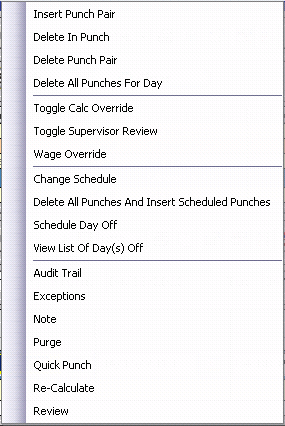 Insert Punch Pair
Delete In Punch
Delete Punch Pair
Delete All Punches For Day
Toggle Calc Override
Toggle Supervisor Review
Wage Override
Change Schedule
Delete All Punches And Insert Scheduled Punches
Schedule Day Off
View List Of Day(s) Off
Audit Trail
Exceptions
Note
Purge
Quick Punch
Re-Calculate
Review